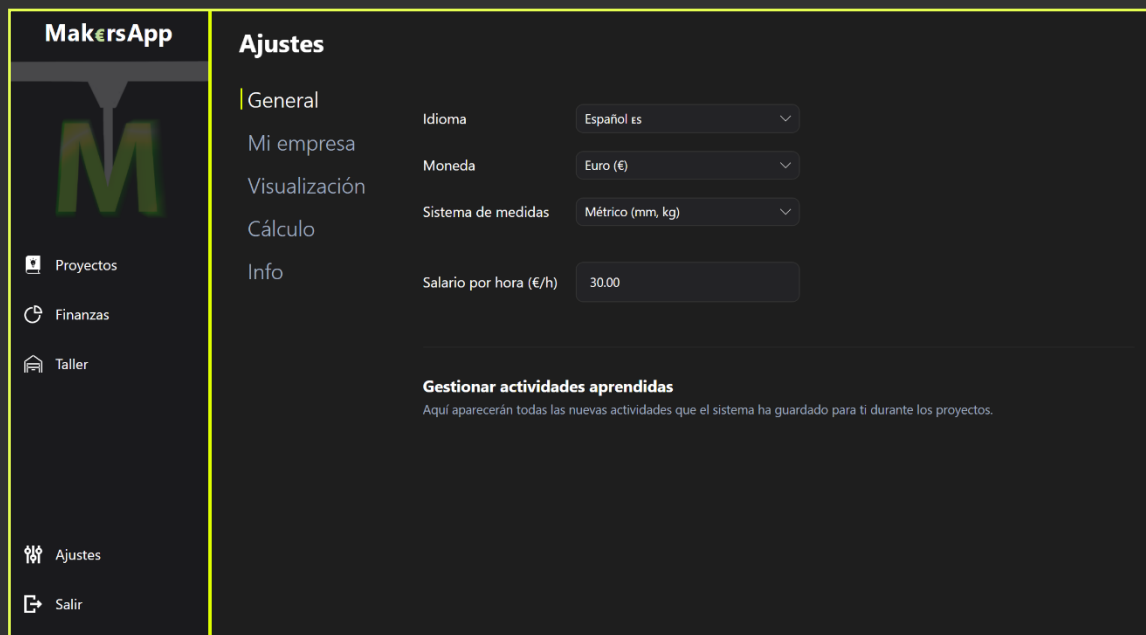 Mak€rsApp
M
Proyectos
Finanzas
Taller
Ajustes
Salir
Ajustes
General
Mi empresa
Visualización
Cálculo
Info
Idioma
Español ES
Moneda
Euro (€)
Sistema de medidas
Métrico (mm, kg)
Salario por hora (€/h)
30.00
Gestionar actividades aprendidas
Aquí aparecerán todas las nuevas actividades que el sistema ha guardado para ti durante los proyectos.